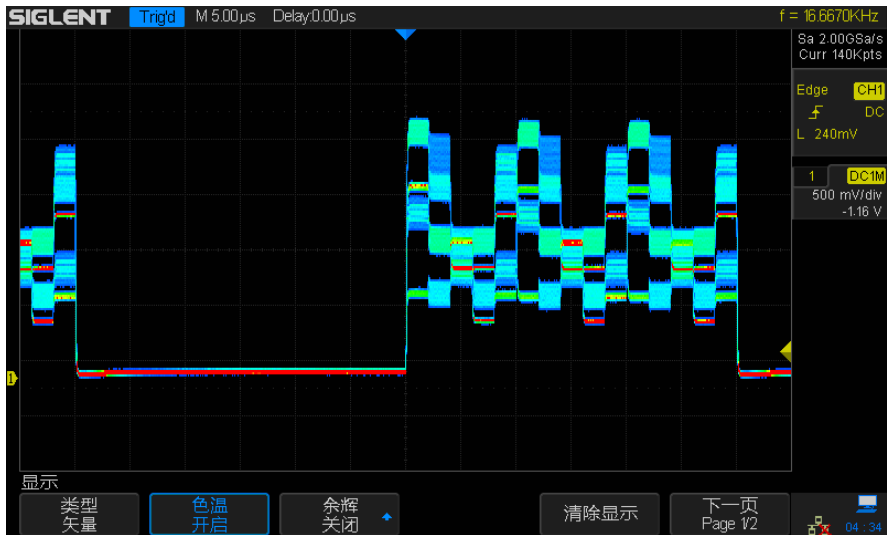 SIGLENT Trig'd M 5.00µs Delay:0.00µs f = 16.6670KHz
Sa 2.00GSa/s
Curr 140Kpts
Edge CH1
DC
L 240mV
1 DC1M
500 mV/div
-1.16 V
1
显示
类型
矢量
色温
开启
余辉
关闭
清除显示
下一页
Page 1/2
04:34